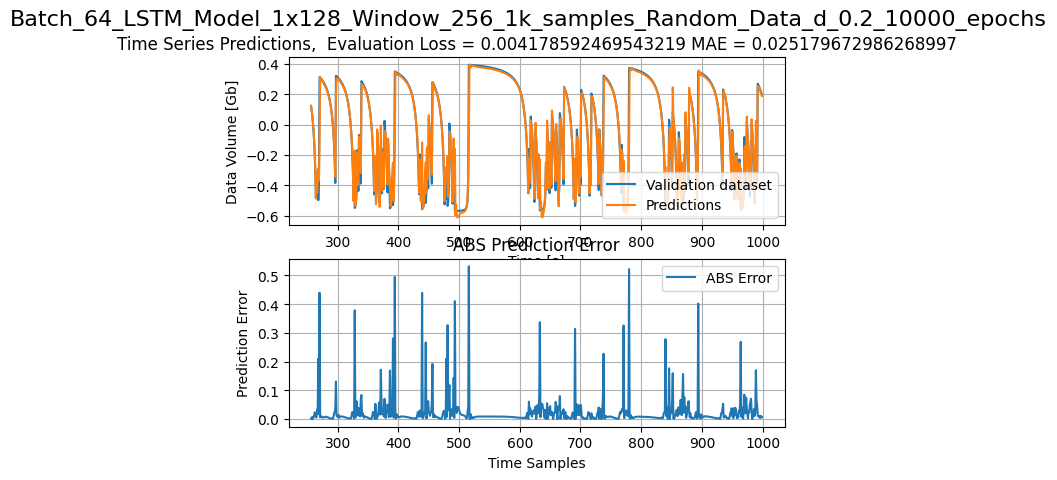 Batch_64_LSTM_Model_1x128_Window_256_1k_samples_Random_Data_d_0.2_10000_epochs
Time Series Predictions,  Evaluation Loss = 0.004178592469543219 MAE = 0.025179672986268997
Data Volume [Gb]
0.4
0.2
0.0
−0.2
−0.4
−0.6
Validation dataset
Predictions
300 400 500 600 700 800 900 1000
Time [s]
ABS Prediction Error
Prediction Error
0.5
0.4
0.3
0.2
0.1
0.0
ABS Error
300 400 500 600 700 800 900 1000
Time Samples